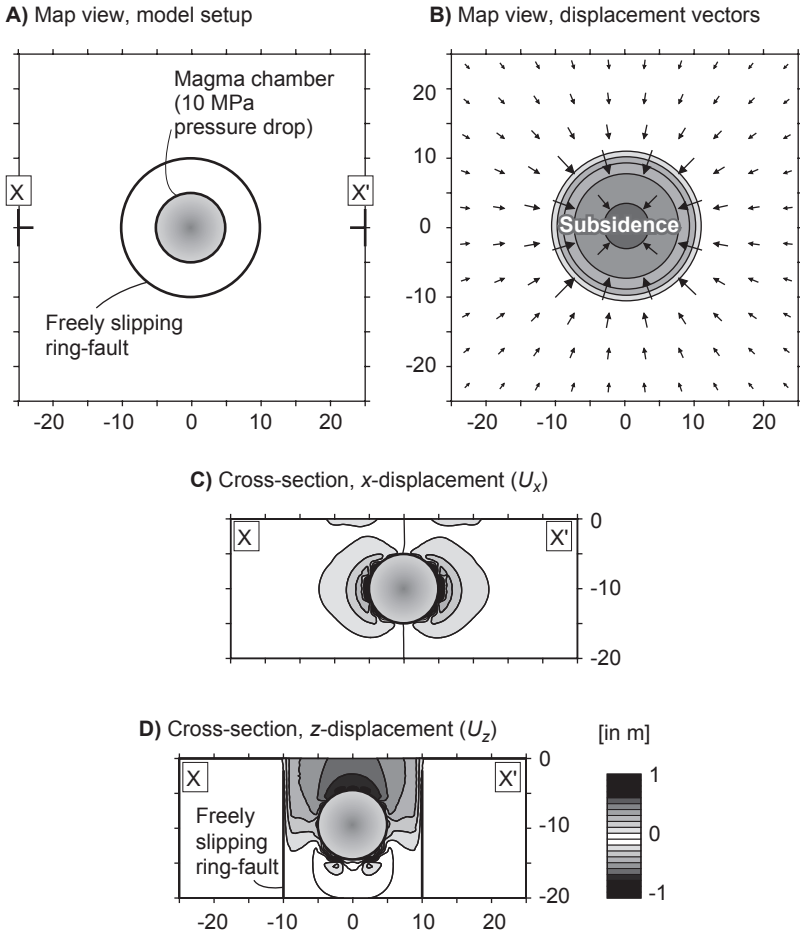 A) Map view, model setup
Magma chamber
(10 MPa
pressure drop)
X
X'
Freely slipping
ring-fault
-20
-10
0
10
20
B) Map view, displacement vectors
20
10
0
-10
-20
Subsidence
-20
-10
0
10
20
C) Cross-section, x-displacement (Ux)
X
X'
0
-10
-20
D) Cross-section, z-displacement (Uz)
X
X'
Freely
slipping
ring-fault
0
-10
-20
-20
-10
0
10
20
[in m]
1
0
-1